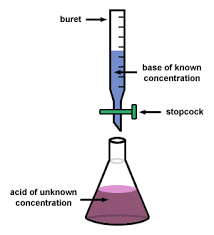 buret
base of known
concentration
stopcock
acid of unknown
concentration